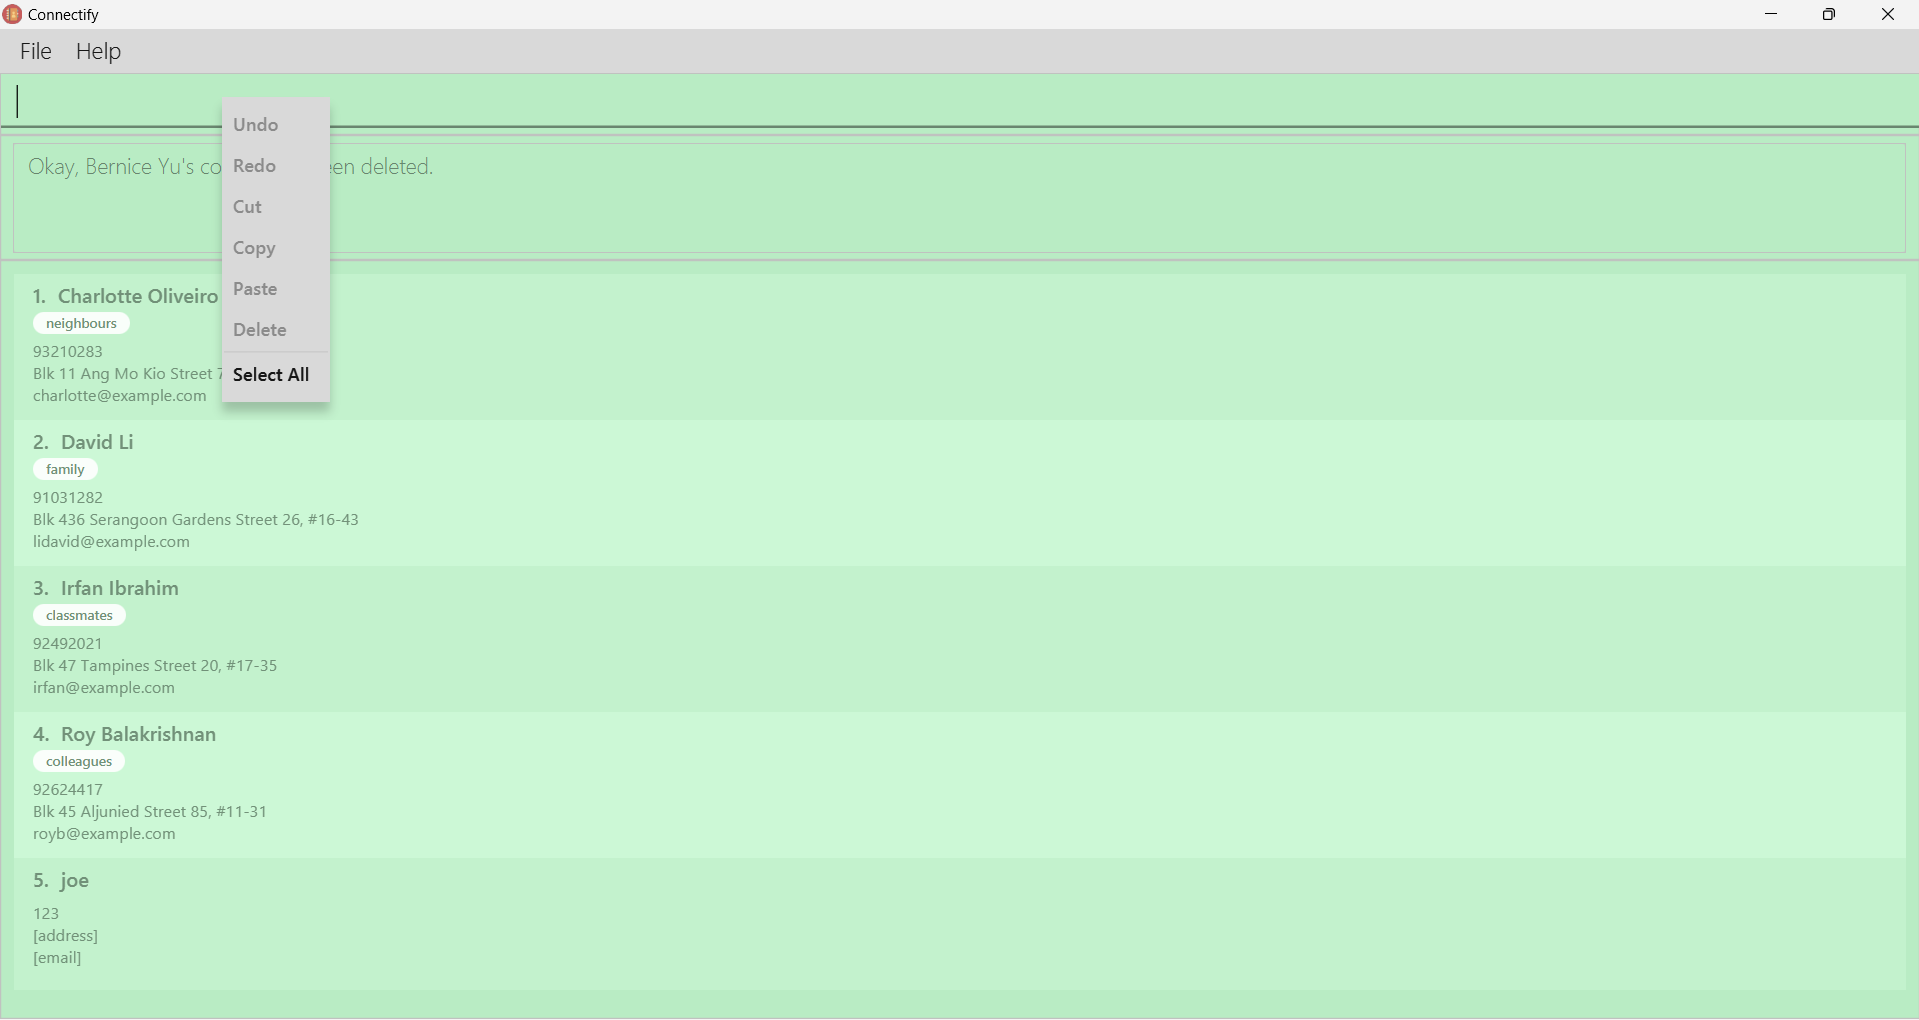 Connectify
File Help
Okay, Bernice Yu's co een deleted.
Undo
Redo
Cut
Copy
Paste
Delete
Select All
1. Charlotte Oliveiro
neighbours
93210283
Blk 11 Ang Mo Kio Street
charlotte@example.com
2. David Li
family
91031282
Blk 436 Serangoon Gardens Street 26, #16-43
lidavid@example.com
3. Irfan Ibrahim
classmates
92492021
Blk 47 Tampines Street 20, #17-35
irfan@example.com
4. Roy Balakrishnan
colleagues
92624417
Blk 45 Aljunied Street 85, #11-31
royb@example.com
5. joe
123
[address]
[email]